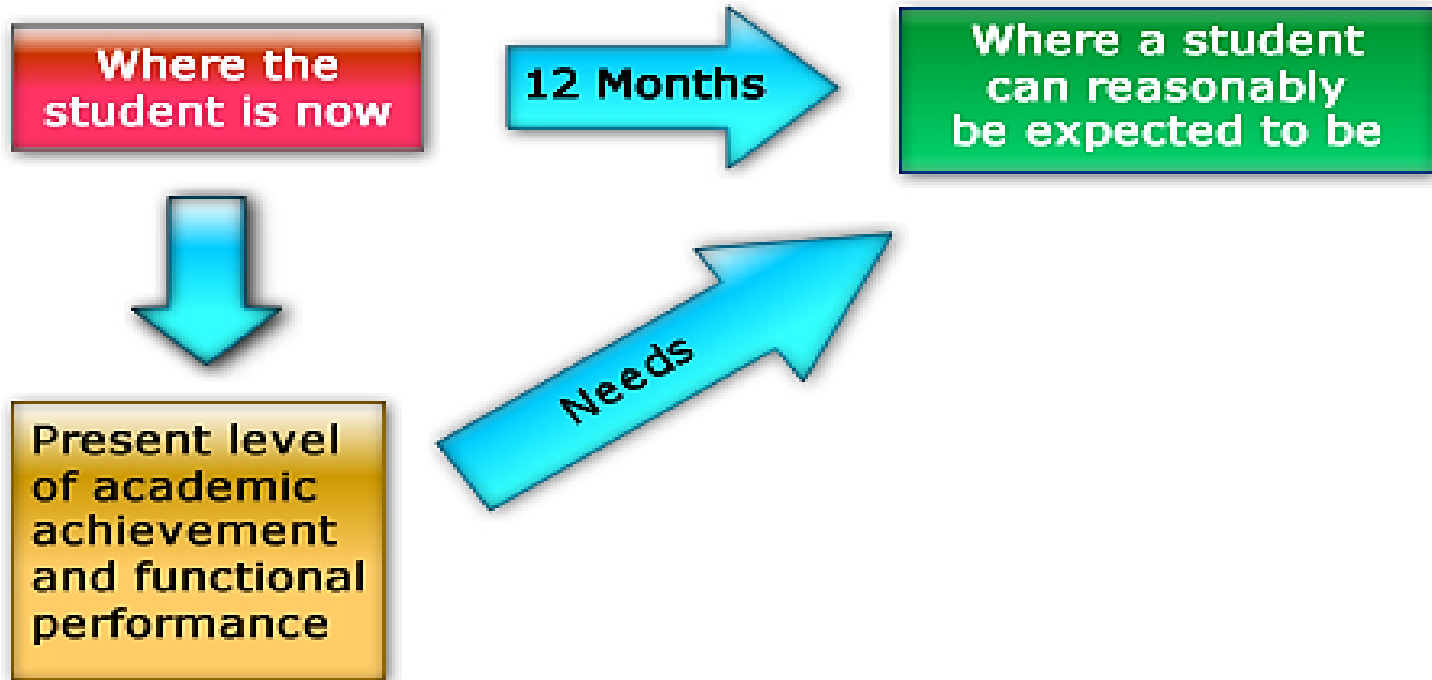 Where the
student is now
12 Months
Where a student
can reasonably
be expected to be
Needs
Present level
of academic
achievement
and functional
performance